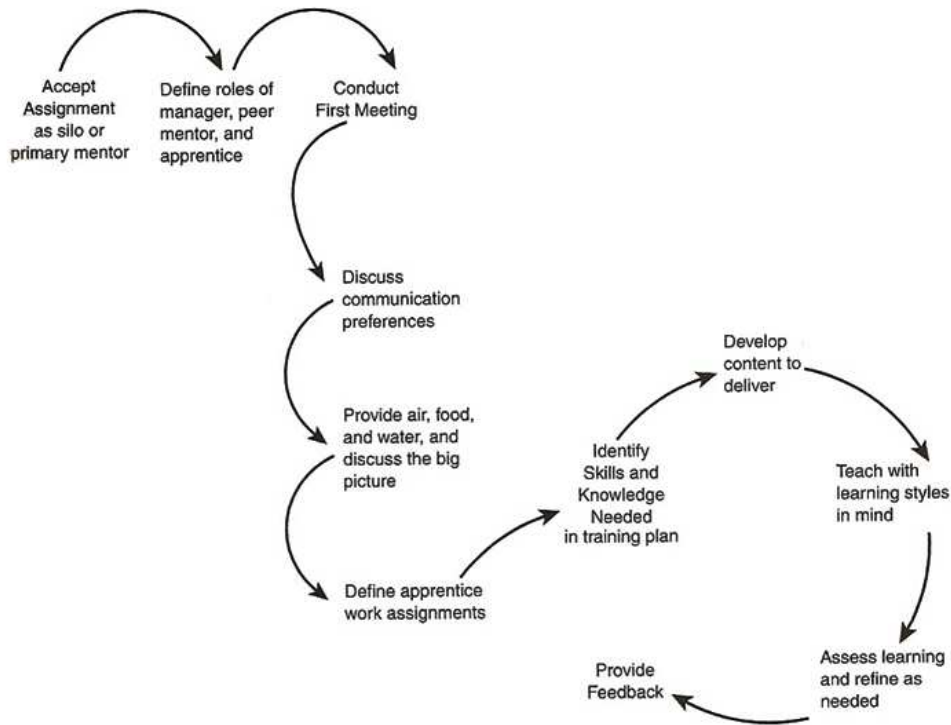 Accept
Assignment
as silo or
primary mentor
Define roles of
manager, peer
mentor, and
apprentice
Conduct
First Meeting
Discuss
communication
preferences
Provide air, food,
and water, and
discuss the big
picture
Define apprentice
work assignments
Identify
Skills and
Knowledge
Needed
in training plan
Develop
content to
deliver
Teach with
learning styles
in mind
Assess learning
and refine as
needed
Provide
Feedback